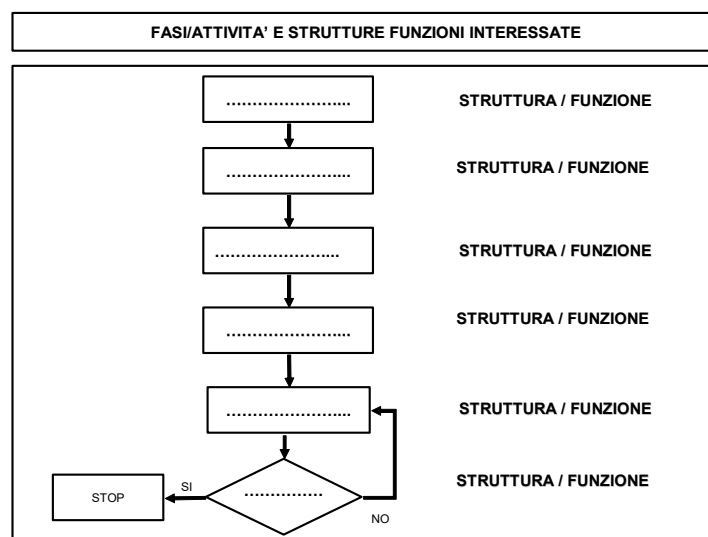 FASI/ATTIVITA' E STRUTTURE FUNZIONI INTERESSATE
........................ STRUTTURA / FUNZIONE
........................ STRUTTURA / FUNZIONE
........................ STRUTTURA / FUNZIONE
........................ STRUTTURA / FUNZIONE
........................ STRUTTURA / FUNZIONE
............... STRUTTURA / FUNZIONE
SI
STOP
NO